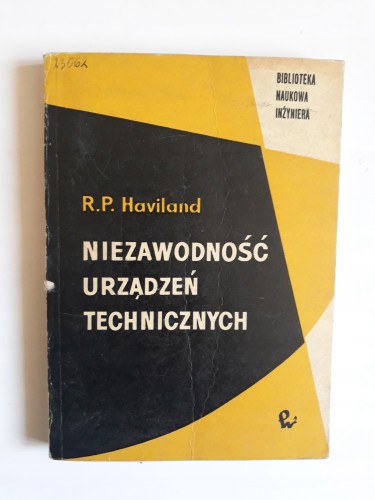 BIBLIOTEKA
NAUKOWA
INŻYNIERA
R.P. Haviland
NIEZAWODNOŚĆ
URZĄDZEŃ
TECHNICZNYCH